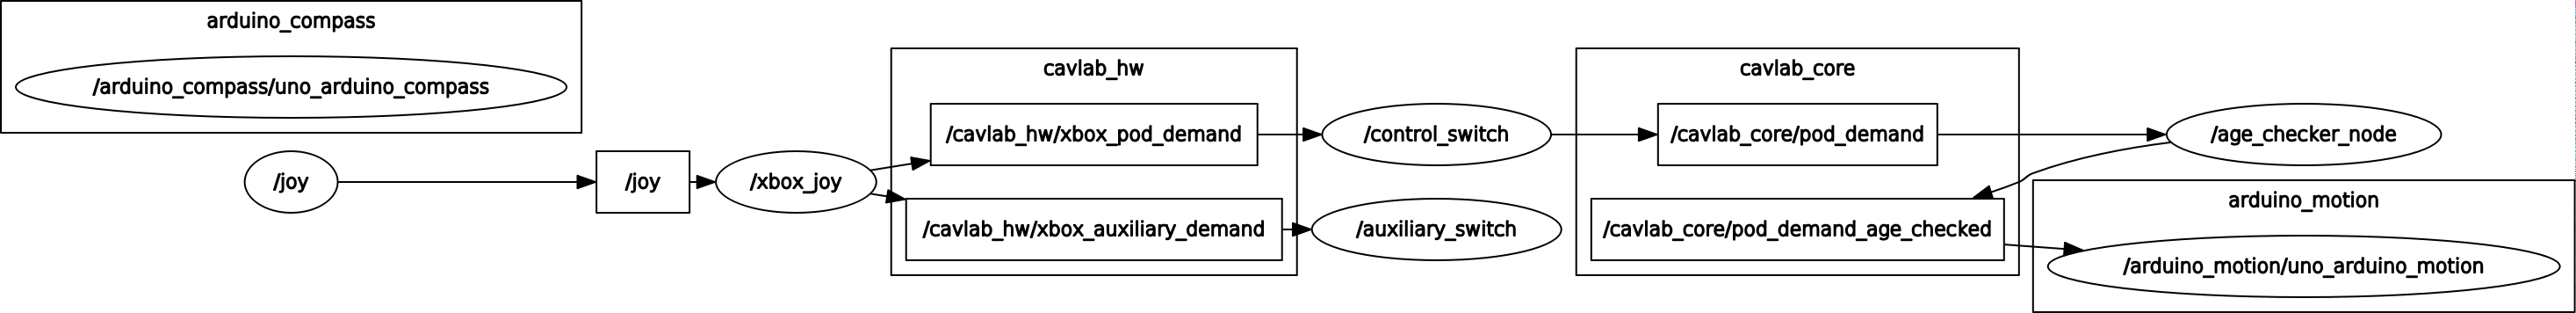 arduino_compass
/arduino_compass/uno_arduino_compass
/joy
/joy
/xbox_joy
cavlab_hw
/cavlab_hw/xbox_pod_demand
/cavlab_hw/xbox_auxiliary_demand
/control_switch
/auxiliary_switch
cavlab_core
/cavlab_core/pod_demand
/cavlab_core/pod_demand_age_checked
/age_checker_node
arduino_motion
/arduino_motion/uno_arduino_motion